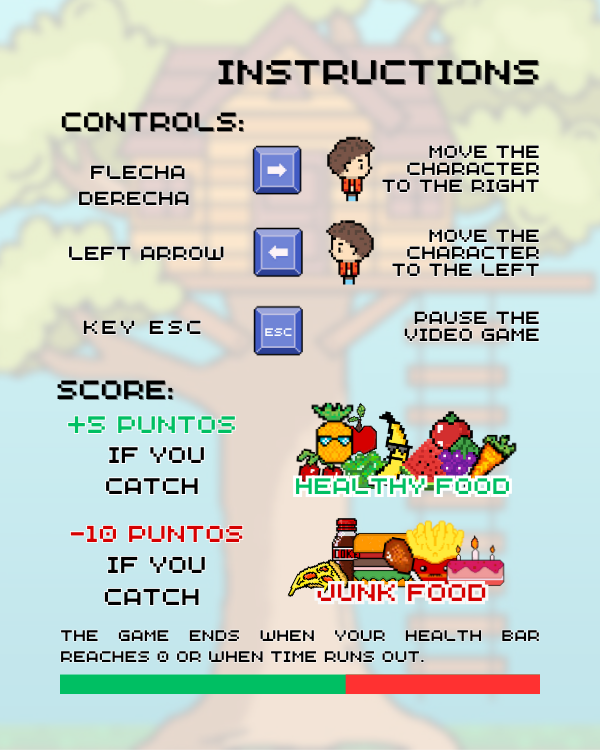 INSTRUCTIONS
CONTROLS:
FLECHA
DERECHA
MOVE THE
CHARACTER
TO THE RIGHT
LEFT ARROW
MOVE THE
CHARACTER
TO THE LEFT
KEY ESC
ESC
PAUSE THE
VIDEO GAME
SCORE:
+5 PUNTOS
IF YOU
CATCH
HEALTHY FOOD
-10 PUNTOS
IF YOU
CATCH
JUNK FOOD
THE GAME ENDS WHEN YOUR HEALTH BAR
REACHES 0 OR WHEN TIME RUNS OUT.